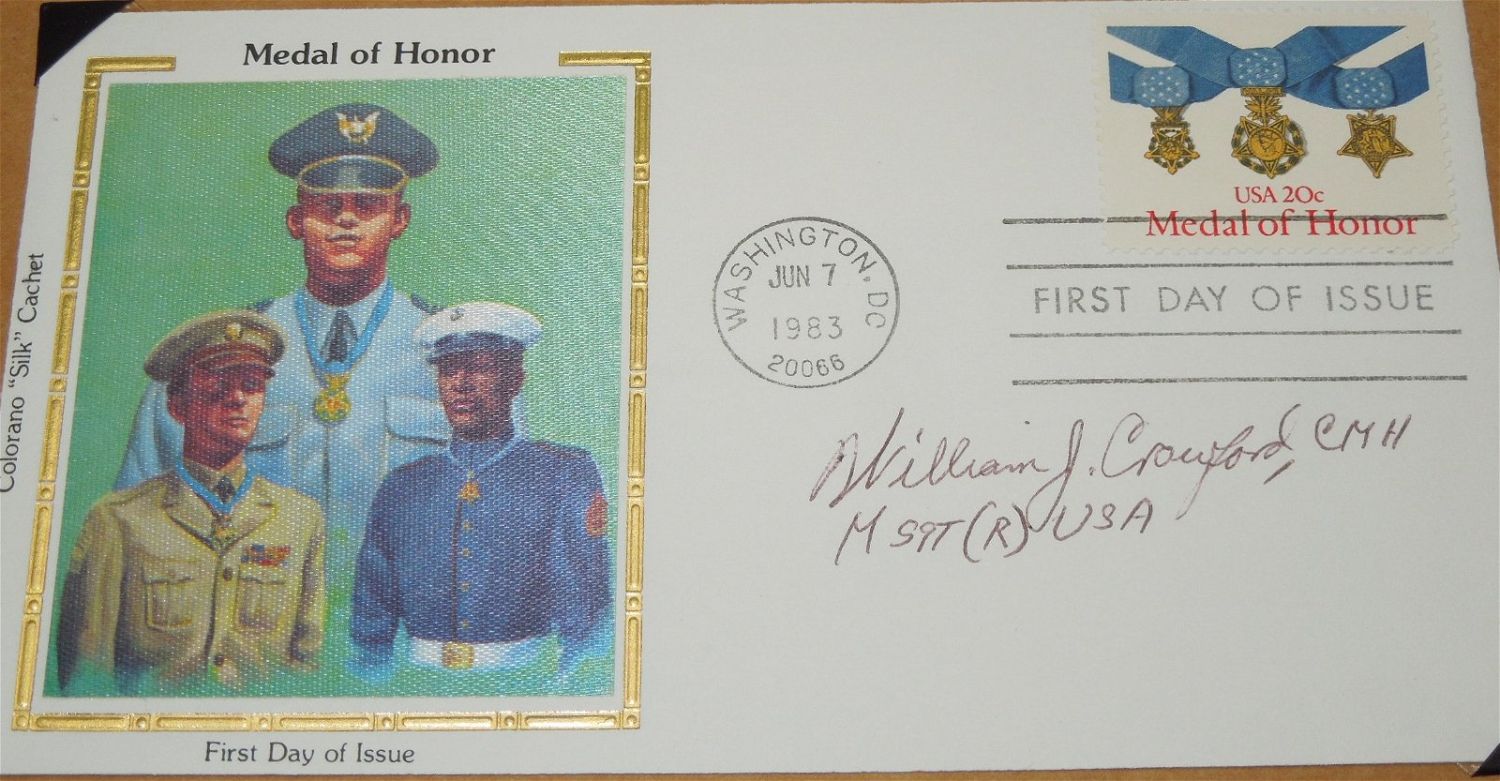 Medal of Honor
Colorano "Silk" Cachet
First Day of Issue
USA 20c
Medal of Honor
WASHINGTON, DC
JUN 7
1983
20066
FIRST DAY OF ISSUE
William J. Crawford, CMH
M SGT (R) USA